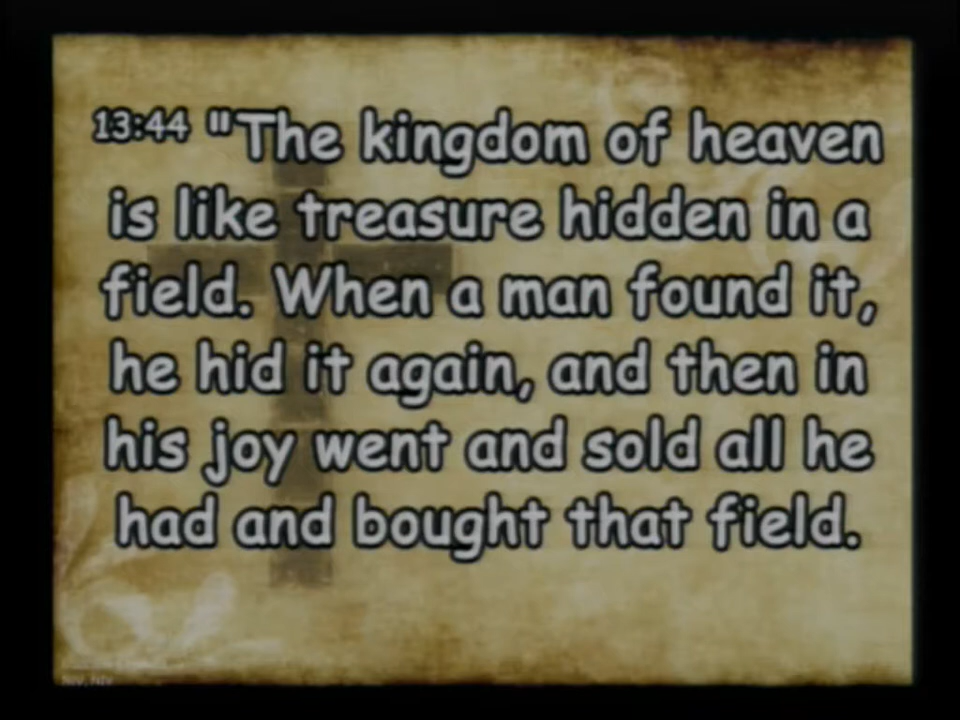 13:44 "The kingdom of heaven
is like treasure hidden in a
field. When a man found it,
he hid it again, and then in
his joy went and sold all he
had and bought that field.